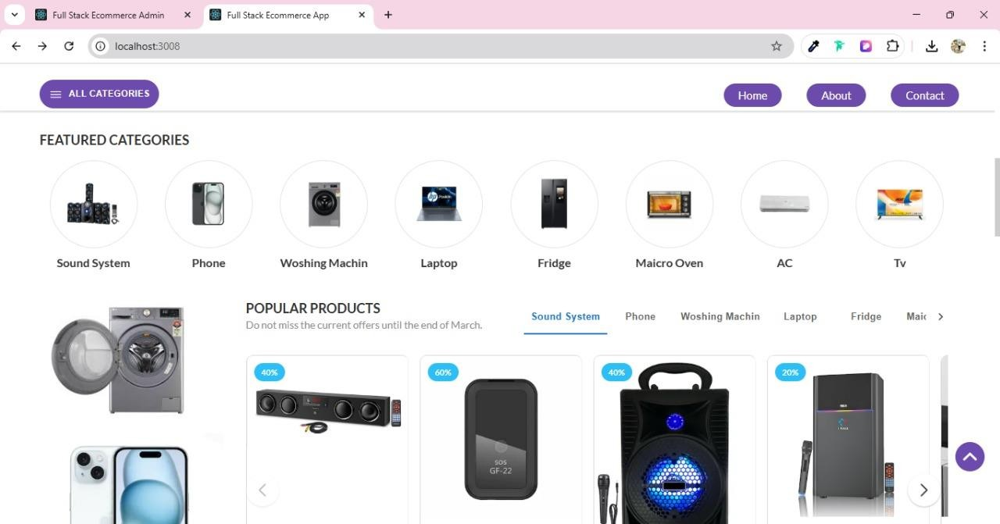 Full Stack Ecommerce Admin
Full Stack Ecommerce App
localhost:3008
ALL CATEGORIES
Home
About
Contact
FEATURED CATEGORIES
Sound System
Phone
Woshing Machin
Laptop
Fridge
Maicro Oven
AC
Tv
POPULAR PRODUCTS
Do not miss the current offers until the end of March.
Sound System
Phone
Woshing Machin
Laptop
Fridge
Maic
40%
60%
40%
20%
SOS
GF-22
hp